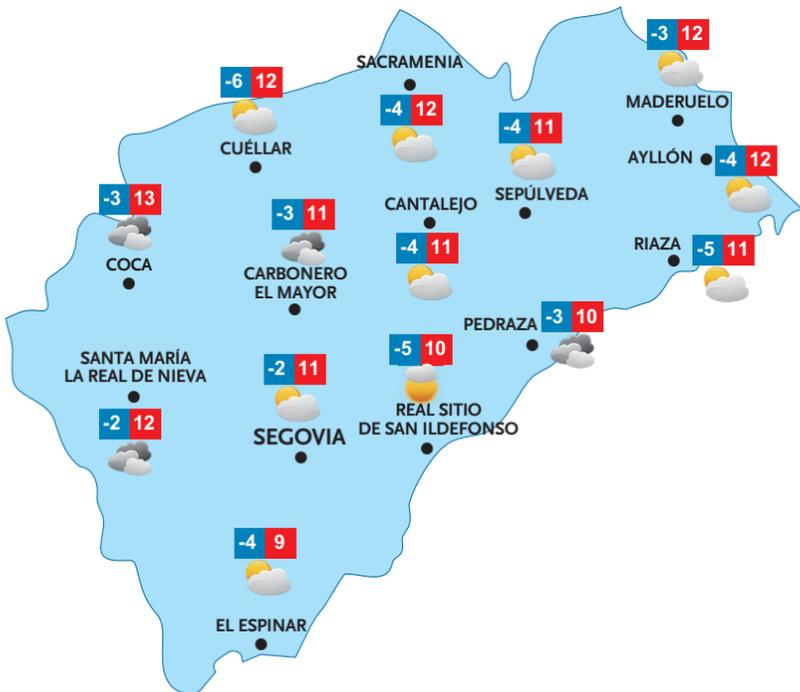 -3 12
MADERUELO
SACRAMENIA
-4 12
-6 12
CUÉLLAR
-4 11
SEPÚLVEDA
AYLLÓN
-4 12
-3 13
COCA
-3 11
CARBONERO
EL MAYOR
CANTALEJO
-4 11
RIAZA
-5 11
PEDRAZA
-3 10
SANTA MARÍA
LA REAL DE NIEVA
-2 12
-2 11
SEGOVIA
-5 10
REAL SITIO
DE SAN ILDEFONSO
-4 9
EL ESPINAR